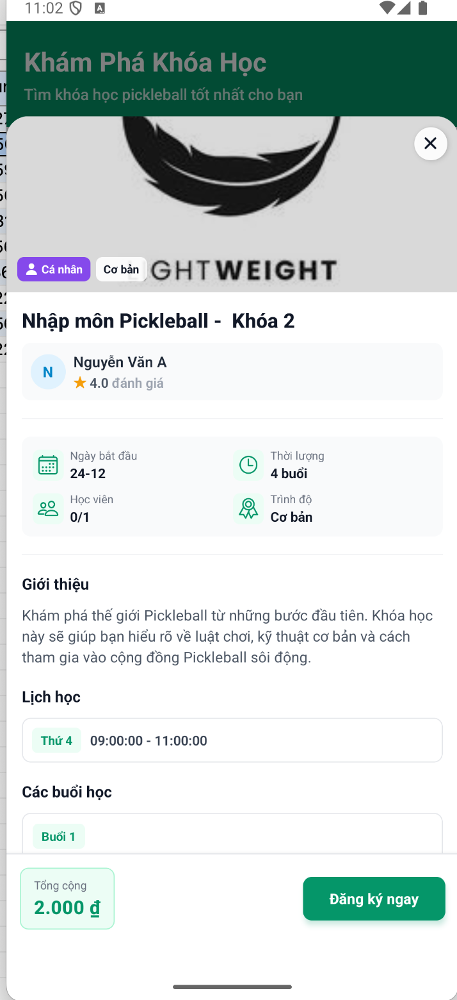 11:02
A
Khám Phá Khóa Học
Tìm khóa học pickleball tốt nhất cho bạn
Cá nhân
Cơ bản
GHTWEIGHT
Nhập môn Pickleball - Khóa 2
N
Nguyễn Văn A
4.0 đánh giá
Ngày bắt đầu
24-12
Thời lượng
4 buổi
Học viên
0/1
Trình độ
Cơ bản
Giới thiệu
Khám phá thế giới Pickleball từ những bước đầu tiên. Khóa học
này sẽ giúp bạn hiểu rõ về luật chơi, kỹ thuật cơ bản và cách
tham gia vào cộng đồng Pickleball sôi động.
Lịch học
Thứ 4 09:00:00 - 11:00:00
Các buổi học
Buổi 1
Tổng cộng
2.000 ₫
Đăng ký ngay